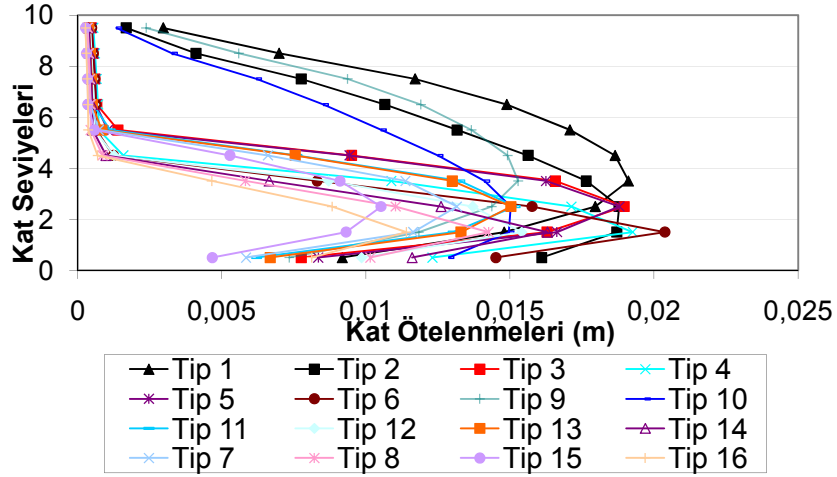 10
8
6
4
2
0
Kat Seviyeleri
0 0,005 0,01 0,015 0,02 0,025
Kat Ötelenmeleri (m)
Tip 1 Tip 2 Tip 3 Tip 4
Tip 5 Tip 6 Tip 9 Tip 10
Tip 11 Tip 12 Tip 13 Tip 14
Tip 7 Tip 8 Tip 15 Tip 16